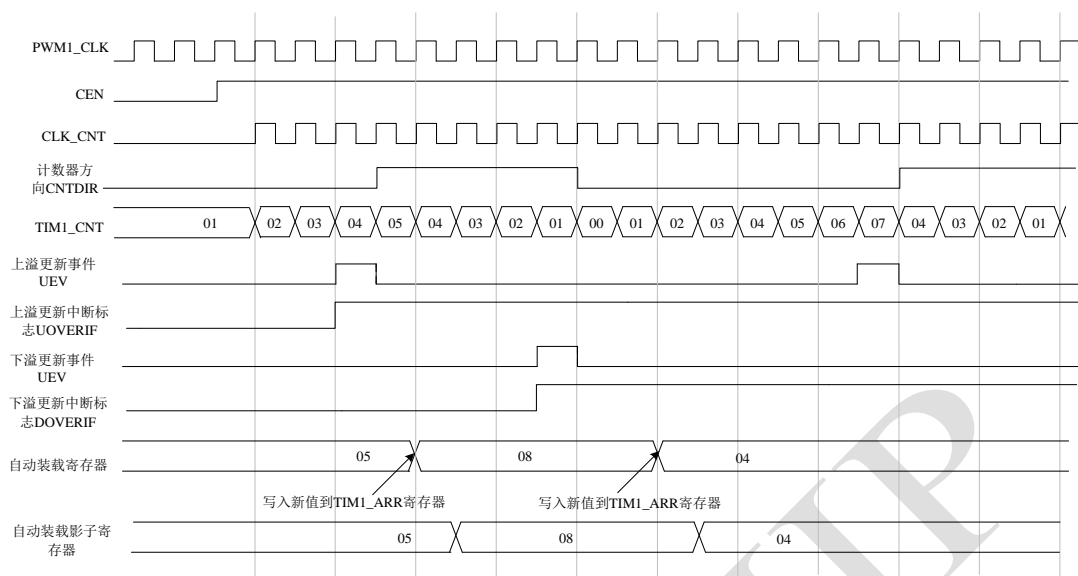 PWM1_CLK
CEN
CLK_CNT
计数器方
向CNTDIR
TIM1_CNT
01 02 03 04 05 04 03 02 01 00 01 02 03 04 05 06 07 04 03 02 01
上溢更新事件
UEV
上溢更新中断标
志UOVERIF
下溢更新事件
UEV
下溢更新中断标
志DOVERIF
自动装载寄存器
05 08 04
写入新值到TIM1_ARR寄存器 写入新值到TIM1_ARR寄存器
自动装载影子寄
存器
05 08 04